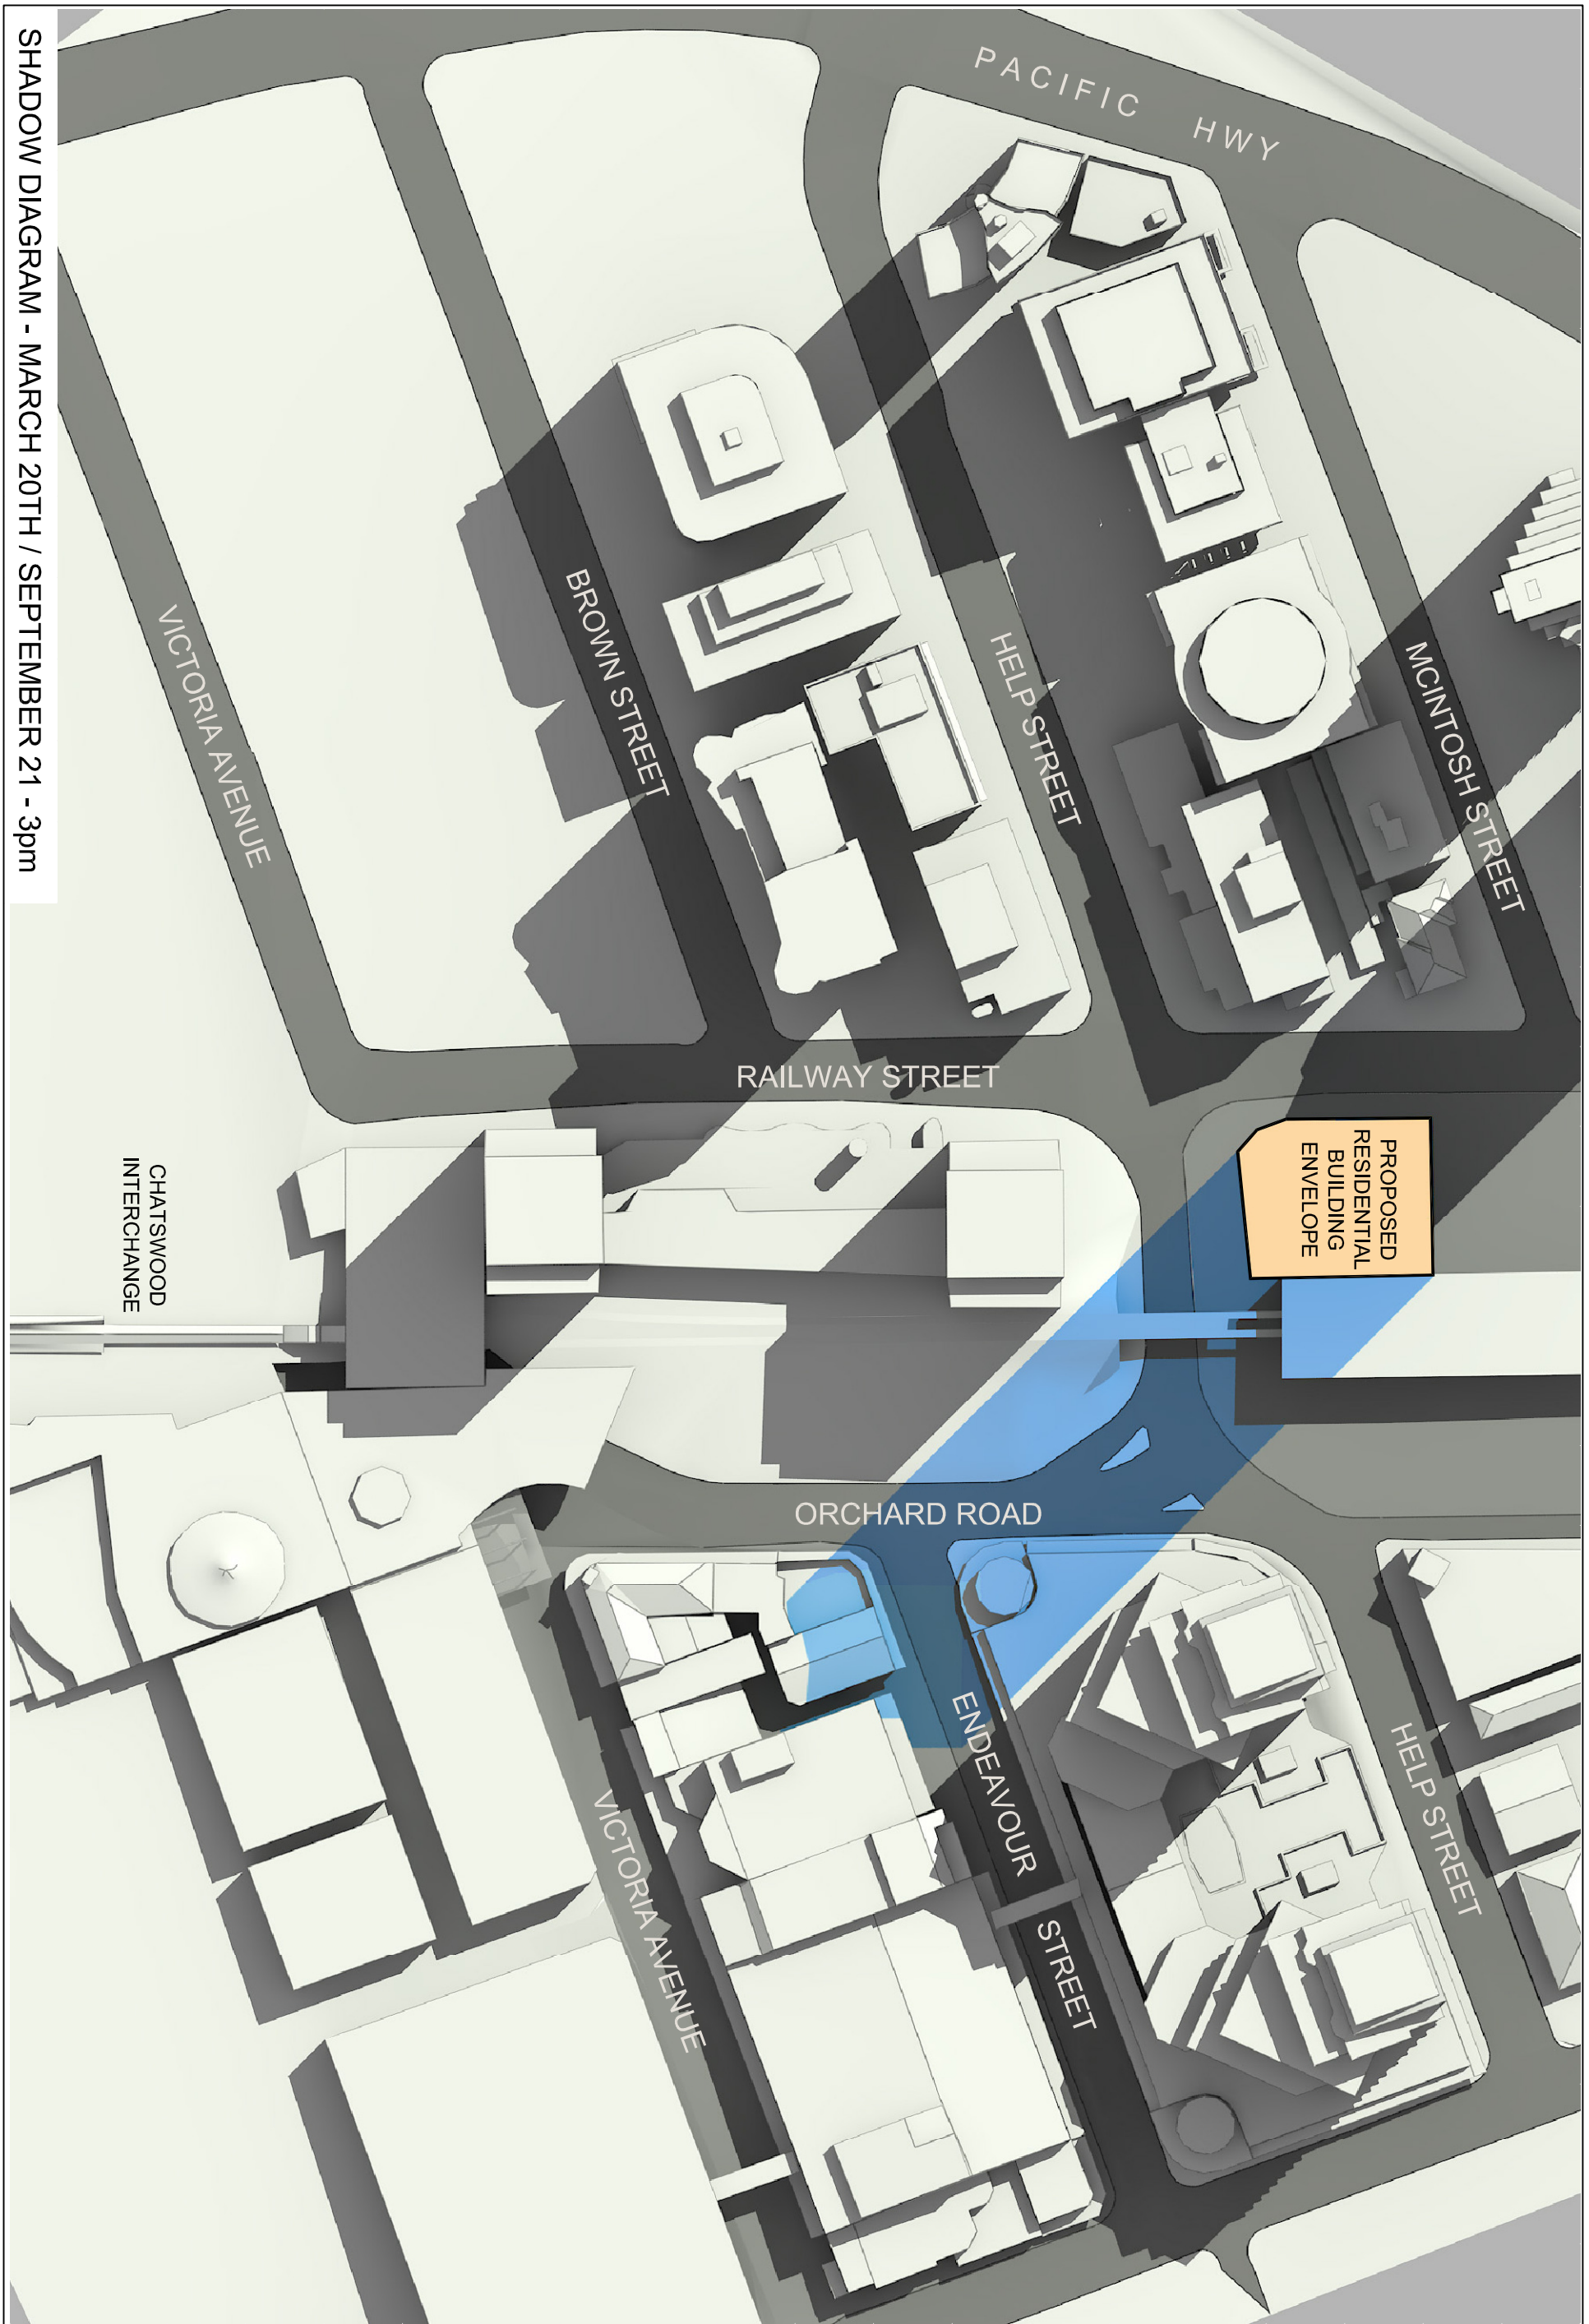 SHADOW DIAGRAM - MARCH 20TH / SEPTEMBER 21 - 3pm
PACIFIC HWY
MCINTOSH STREET
HELP STREET
BROWN STREET
VICTORIA AVENUE
RAILWAY STREET
PROPOSED
RESIDENTIAL
BUILDING
ENVELOPE
CHATSWOOD
INTERCHANGE
ORCHARD ROAD
ENDEAVOUR STREET
HELP STREET
VICTORIA AVENUE